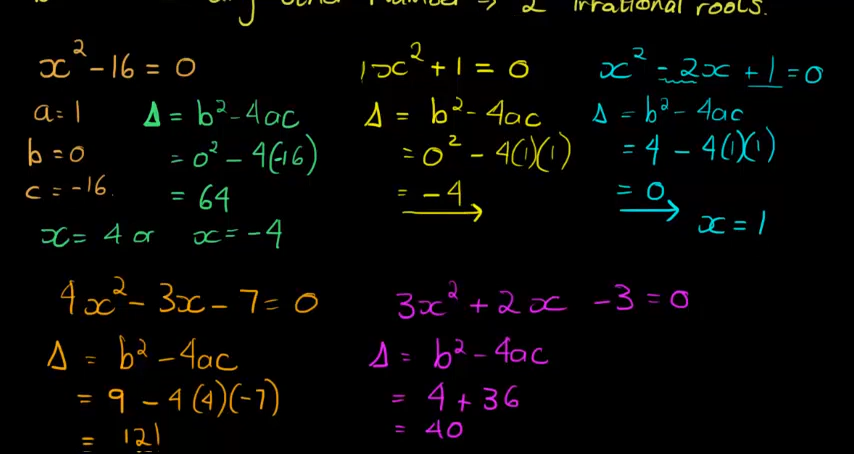 other number → 2 irrational roots.
x² - 16 = 0
a = 1
b = 0
c = -16
Δ = b² - 4ac
= 0² - 4(-16)
= 64
x = 4 or x = -4
1x² + 1 = 0
Δ = b² - 4ac
= 0² - 4(1)(1)
= -4
x² - 2x + 1 = 0
Δ = b² - 4ac
= 4 - 4(1)(1)
= 0
x = 1
4x² - 3x - 7 = 0
Δ = b² - 4ac
= 9 - 4(4)(-7)
= 121
3x² + 2x - 3 = 0
Δ = b² - 4ac
= 4 + 36
= 40